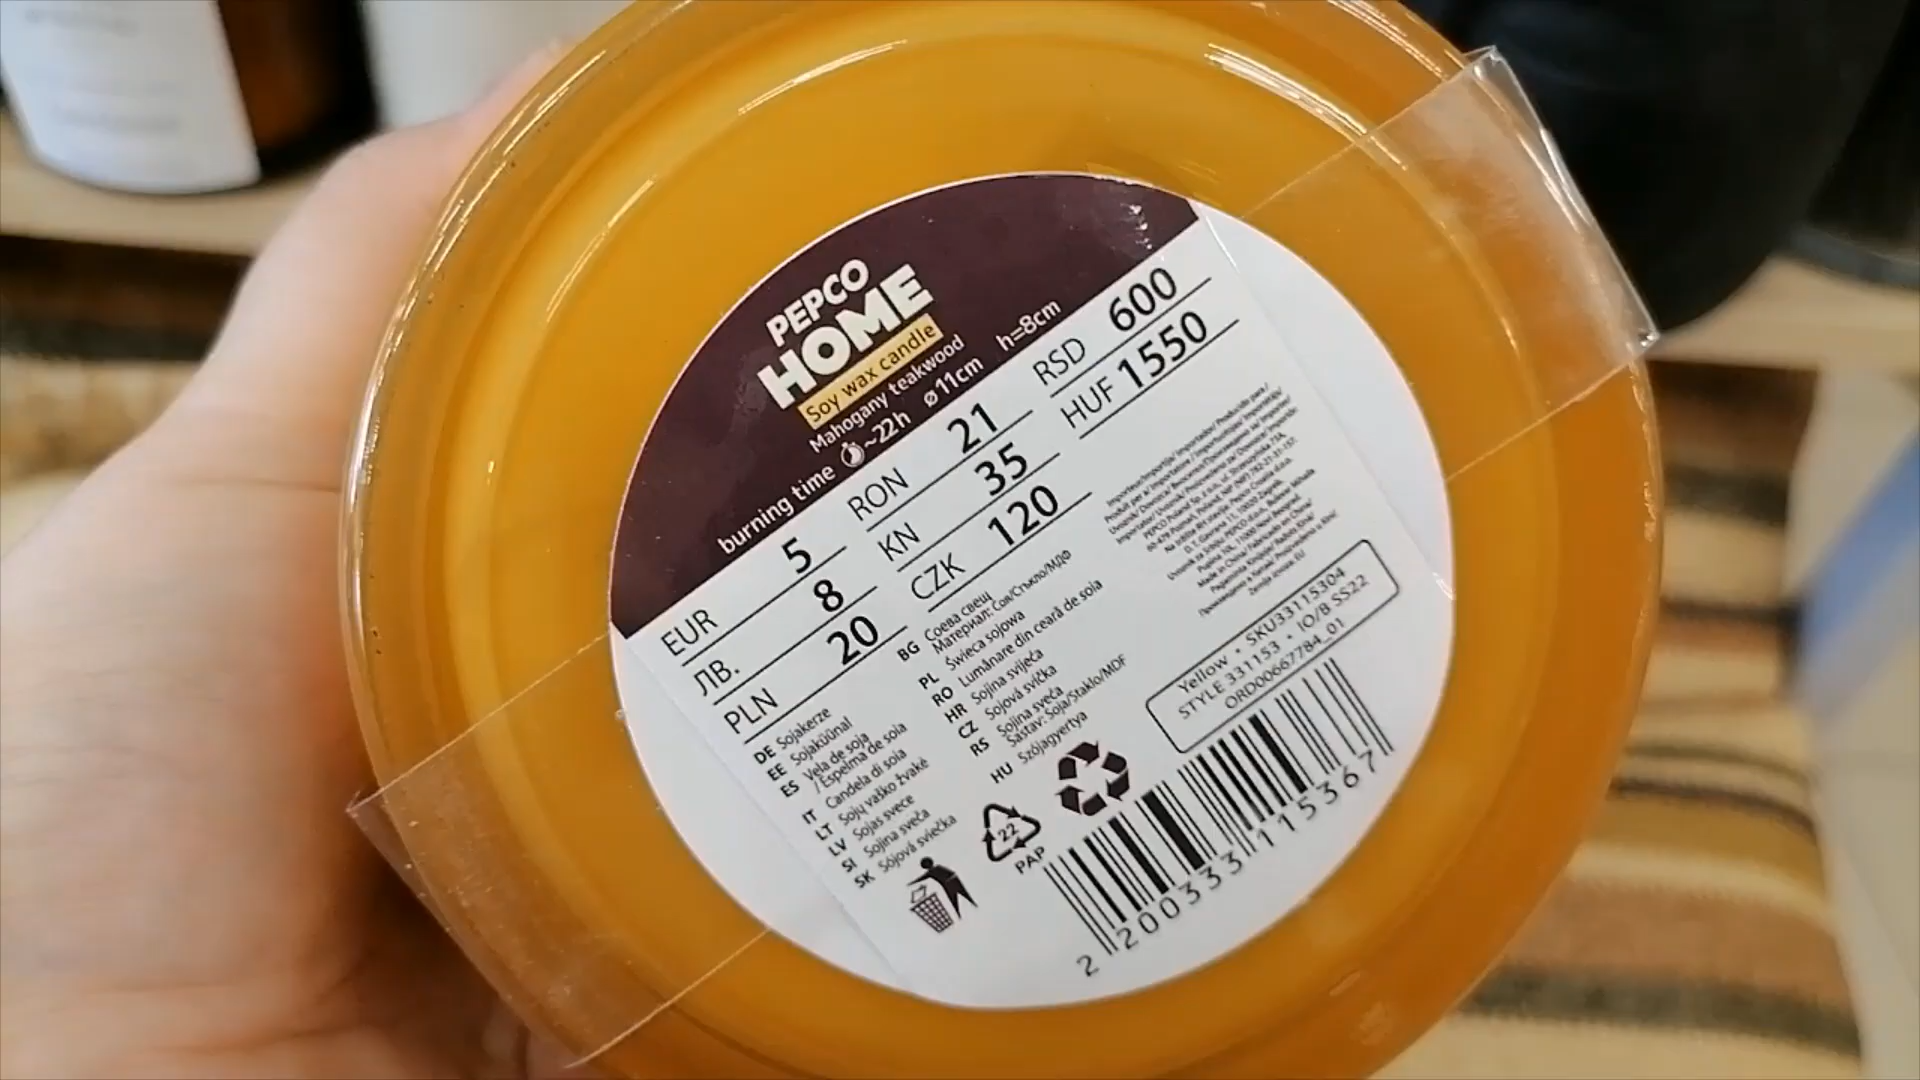 PEPCO
HOME
Soy wax candle
Mahogany teakwood
burning time ~22h ø11cm h=8cm
EUR 5
ЛВ. 8
PLN 20
RON 21
KN 35
CZK 120
RSD 600
HUF 1550
DE Sojakerze
EE Sojaküünal
ES Vela de soja
/ Espelma de soia
IT Candela di soia
LT Sojų vaško žvakė
LV Sojas svece
SI Sojina sveča
SK Sójová sviečka
BG Соева свещ
Материал: Соя/Стъкло/МДФ
PL Świeca sojowa
RO Lumânare din ceară de soia
HR Sojina svijeća
CZ Sojová svíčka
RS Sojina sveća
Sastav: Soja/Staklo/MDF
HU Szójagyertya
Made in China/
Yellow • SKU33115304
STYLE 331153 • IO/8 SS22
ORD00667784_01
22
PAP
2 200333 115367